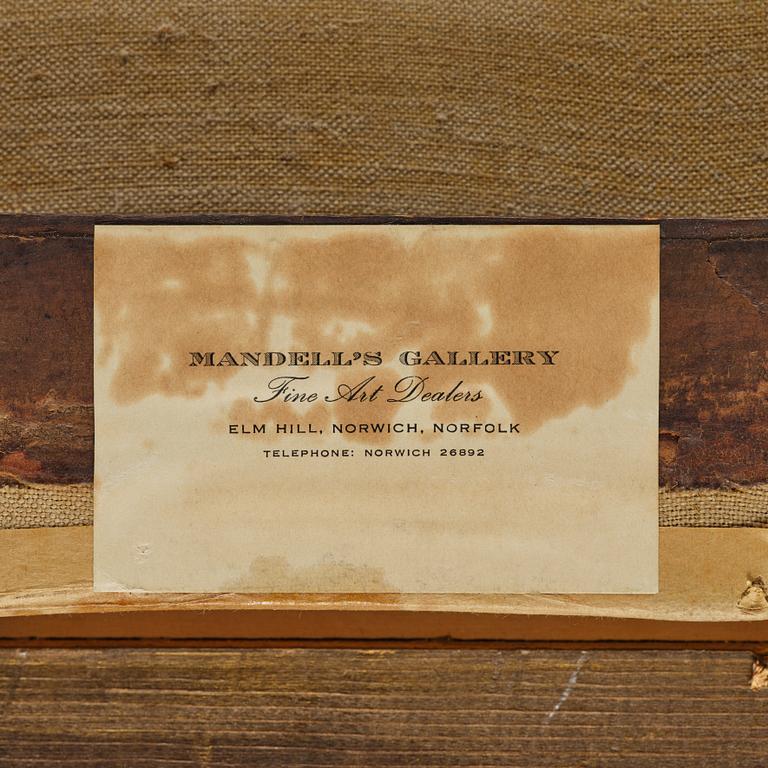 MANDELL'S GALLERY
Fine Art Dealers
ELM HILL, NORWICH, NORFOLK
TELEPHONE: NORWICH 26892